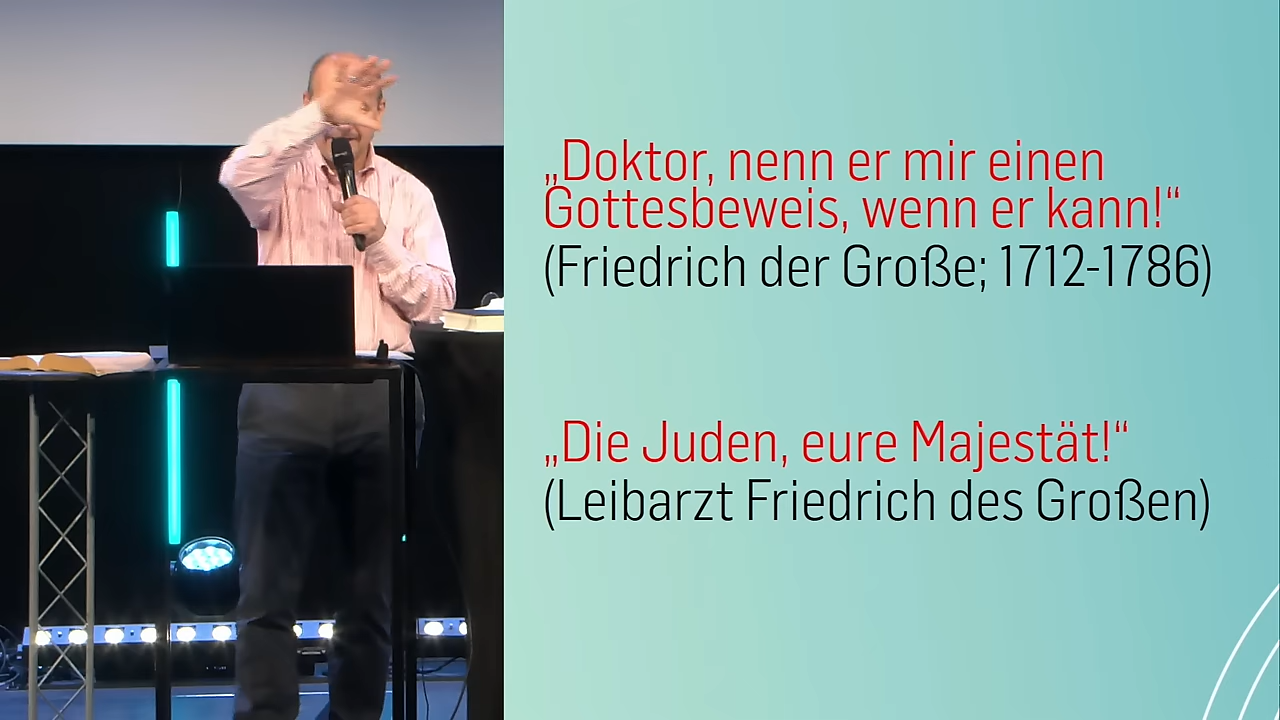 „Doktor, nenn er mir einen
Gottesbeweis, wenn er kann!“
(Friedrich der Große; 1712-1786)
„Die Juden, eure Majestät!“
(Leibarzt Friedrich des Großen)